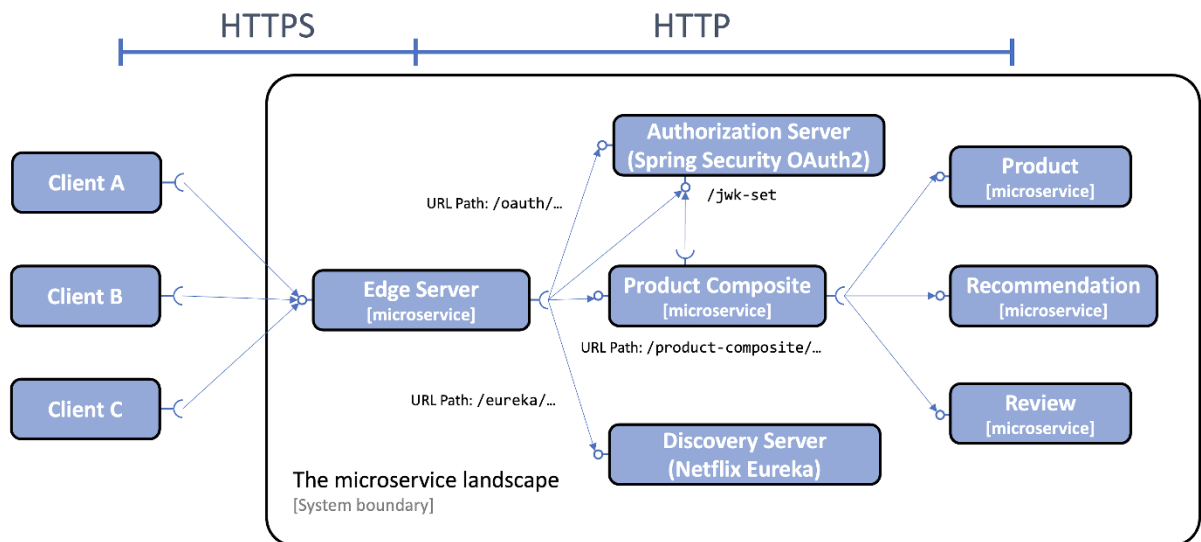 HTTPS
HTTP
Authorization Server
(Spring Security OAuth2)
Client A
Product
[microservice]
URL Path: /oauth/…
/jwk-set
Client B
Edge Server
[microservice]
Product Composite
[microservice]
Recommendation
[microservice]
URL Path: /product-composite/…
Client C
URL Path: /eureka/…
Review
[microservice]
Discovery Server
(Netflix Eureka)
The microservice landscape
[System boundary]